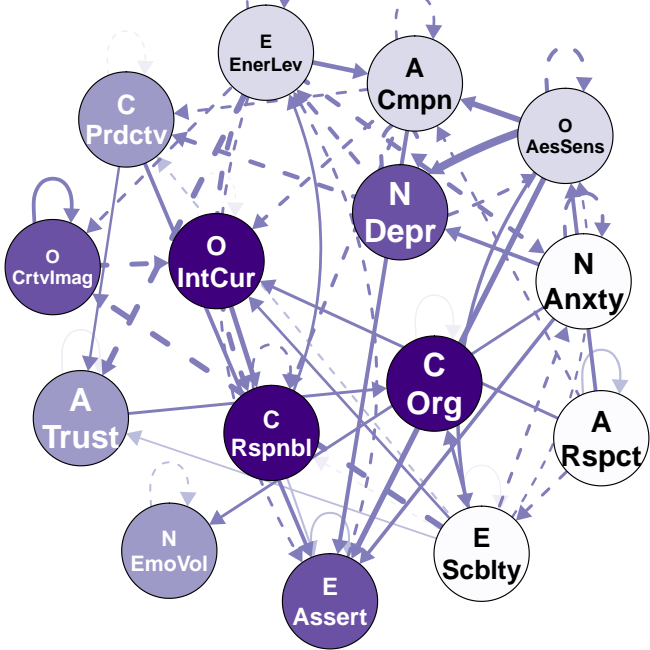 E
EnerLev
A
Cmpn
C
Prdctv
O
AesSens
N
Depr
O
IntCur
O
CrtvImag
N
Anxty
C
Org
A
Trust
C
Rspnbl
A
Rspct
N
EmoVol
E
Scblty
E
Assert